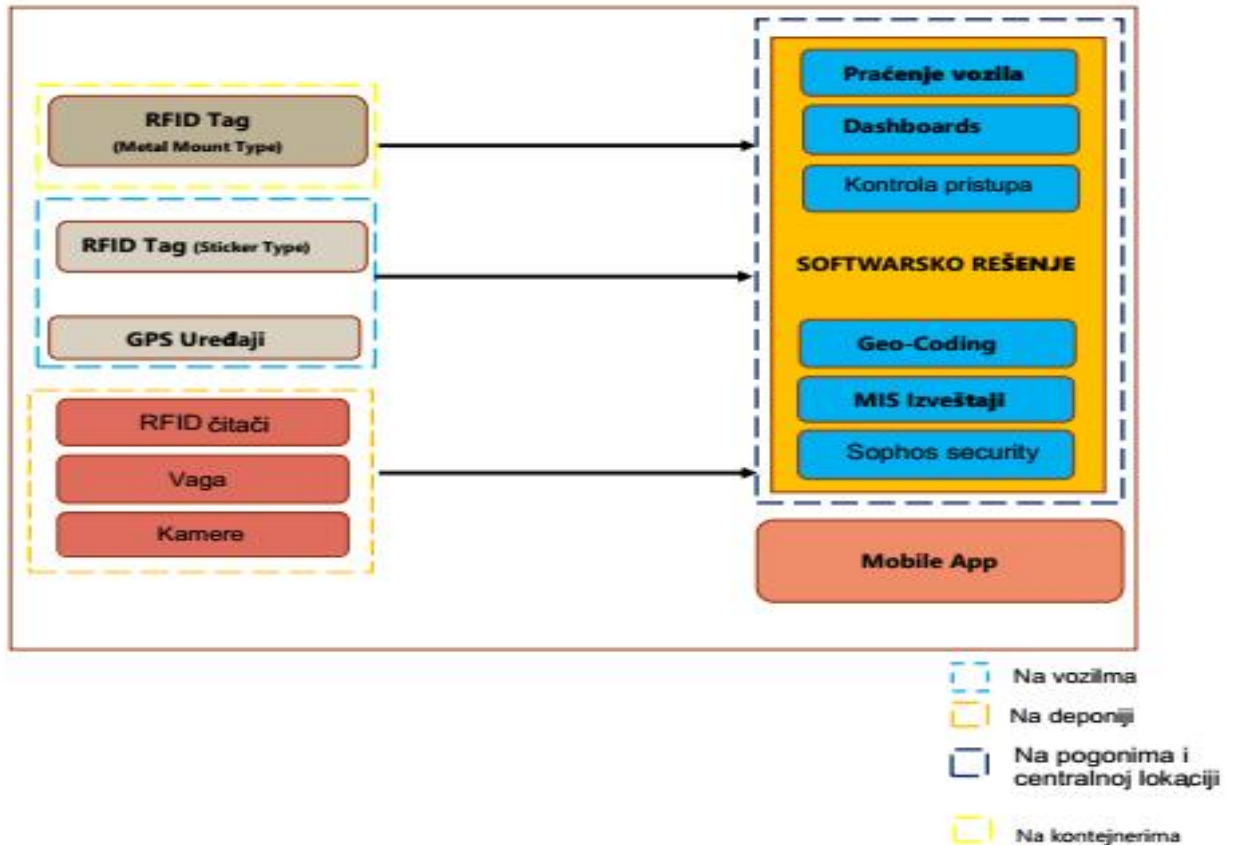 RFID Tag
(Metal Mount Type)
RFID Tag (Sticker Type)
GPS Uređaji
RFID čitači
Vaga
Kamere
Praćenje vozila
Dashboards
Kontrola pristupa
SOFTWARSKO REŠENJE
Geo-Coding
MIS Izveštaji
Sophos security
Mobile App
Na vozilma
Na deponiji
Na pogonima i
centralnoj lokaciji
Na kontejnerima